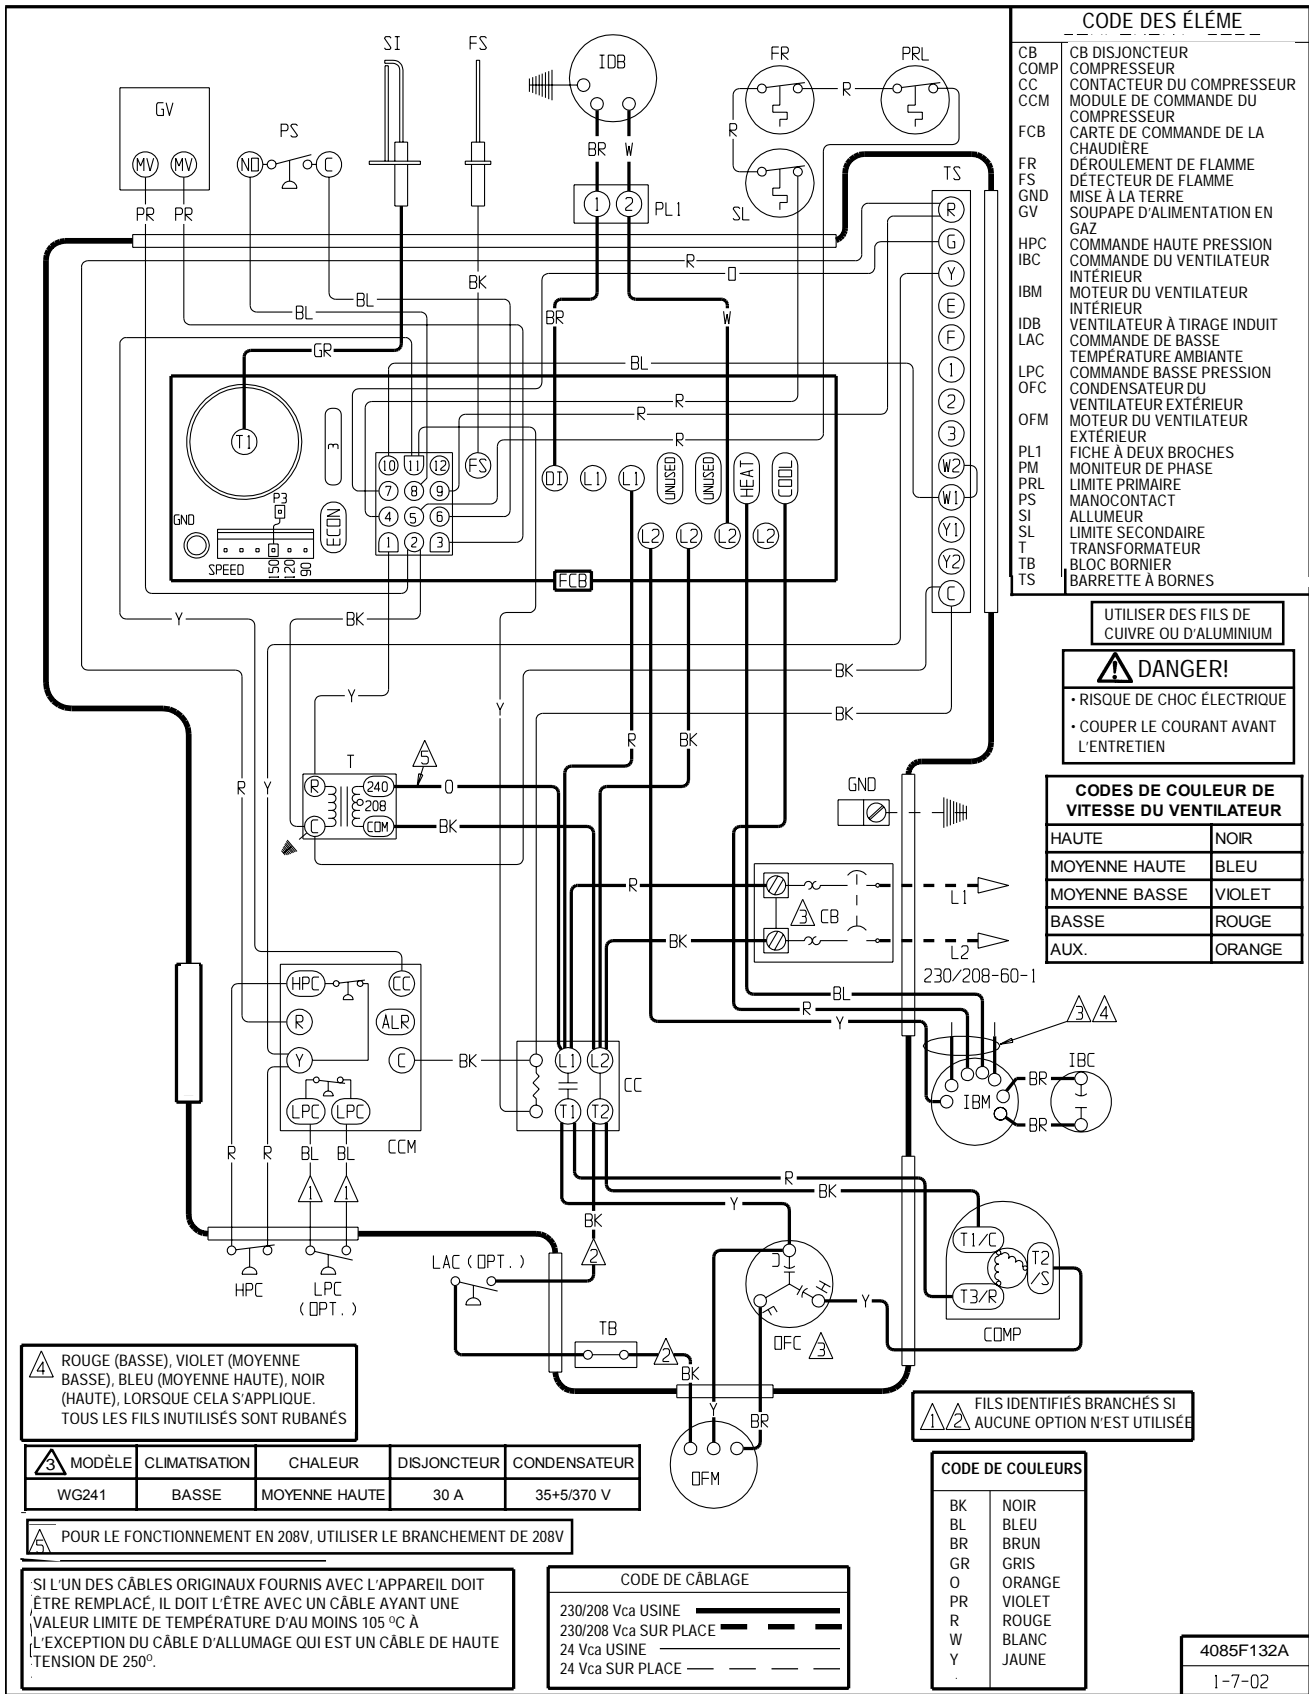 SI
FS
IDB
FR
PRL
GV
PS
MV
MV
NO
C
BR
W
R
R
SL
TS
PR
PR
1
2
PL1
R
G
Y
E
F
1
2
3
W2
W1
Y1
Y2
C
R
O
BK
BL
BL
BR
W
GR
BL
R
R
R
T1
3
10
11
12
7
8
9
4
5
6
1
2
3
FS
DI
L1
L1
UNUSED
UNUSED
HEAT
COOL
L2
L2
L2
L2
P3
GND
ECON
SPEED
150
120
90
FCB
Y
BK
BK
Y
BK
Y
R
BK
T
5
R
240
O
208
C
COM
BK
R
Y
GND
R
L1
3
CB
BK
L2
230/208-60-1
HPC
CC
R
ALR
Y
C
BK
LPC
LPC
CCM
L1
L2
CC
T1
T2
BL
R
Y
3
4
IBC
BR
IBM
BR
R
R
BL
BL
1
1
R
BK
Y
BK
2
HPC
LPC
(OPT.)
LAC (OPT.)
C
H
F
Y
OFC
3
T1/C
T2
/S
T3/R
COMP
TB
2
BK
Y
BR
OFM
CODE DES ÉLÉME
CB CB DISJONCTEUR
COMP COMPRESSEUR
CC CONTACTEUR DU COMPRESSEUR
CCM MODULE DE COMMANDE DU
COMPRESSEUR
FCB CARTE DE COMMANDE DE LA
CHAUDIÈRE
FR DÉROULEMENT DE FLAMME
FS DÉTECTEUR DE FLAMME
GND MISE À LA TERRE
GV SOUPAPE D'ALIMENTATION EN
GAZ
HPC COMMANDE HAUTE PRESSION
IBC COMMANDE DU VENTILATEUR
INTÉRIEUR
IBM MOTEUR DU VENTILATEUR
INTÉRIEUR
IDB VENTILATEUR À TIRAGE INDUIT
LAC COMMANDE DE BASSE
TEMPÉRATURE AMBIANTE
LPC COMMANDE BASSE PRESSION
OFC CONDENSATEUR DU
VENTILATEUR EXTÉRIEUR
OFM MOTEUR DU VENTILATEUR
EXTÉRIEUR
PL1 FICHE À DEUX BROCHES
PM MONITEUR DE PHASE
PRL LIMITE PRIMAIRE
PS MANOCONTACT
SI ALLUMEUR
SL LIMITE SECONDAIRE
T TRANSFORMATEUR
TB BLOC BORNIER
TS BARRETTE À BORNES
UTILISER DES FILS DE
CUIVRE OU D'ALUMINIUM
DANGER!
• RISQUE DE CHOC ÉLECTRIQUE
• COUPER LE COURANT AVANT
L'ENTRETIEN
CODES DE COULEUR DE
VITESSE DU VENTILATEUR
HAUTE NOIR
MOYENNE HAUTE BLEU
MOYENNE BASSE VIOLET
BASSE ROUGE
AUX. ORANGE
4 ROUGE (BASSE), VIOLET (MOYENNE
BASSE), BLEU (MOYENNE HAUTE), NOIR
(HAUTE), LORSQUE CELA S'APPLIQUE.
TOUS LES FILS INUTILISÉS SONT RUBANÉS
1 2 FILS IDENTIFIÉS BRANCHÉS SI
AUCUNE OPTION N'EST UTILISÉE
3 MODÈLE CLIMATISATION CHALEUR DISJONCTEUR CONDENSATEUR
WG241 BASSE MOYENNE HAUTE 30 A 35+5/370 V
5 POUR LE FONCTIONNEMENT EN 208V, UTILISER LE BRANCHEMENT DE 208V
SI L'UN DES CÂBLES ORIGINAUX FOURNIS AVEC L'APPAREIL DOIT
ÊTRE REMPLACÉ, IL DOIT L'ÊTRE AVEC UN CÂBLE AYANT UNE
VALEUR LIMITE DE TEMPÉRATURE D'AU MOINS 105 ºC À
L'EXCEPTION DU CÂBLE D'ALLUMAGE QUI EST UN CÂBLE DE HAUTE
TENSION DE 250º.
CODE DE CÂBLAGE
230/208 Vca USINE
230/208 Vca SUR PLACE
24 Vca USINE
24 Vca SUR PLACE
CODE DE COULEURS
BK NOIR
BL BLEU
BR BRUN
GR GRIS
O ORANGE
PR VIOLET
R ROUGE
W BLANC
Y JAUNE
4085F132A
1-7-02